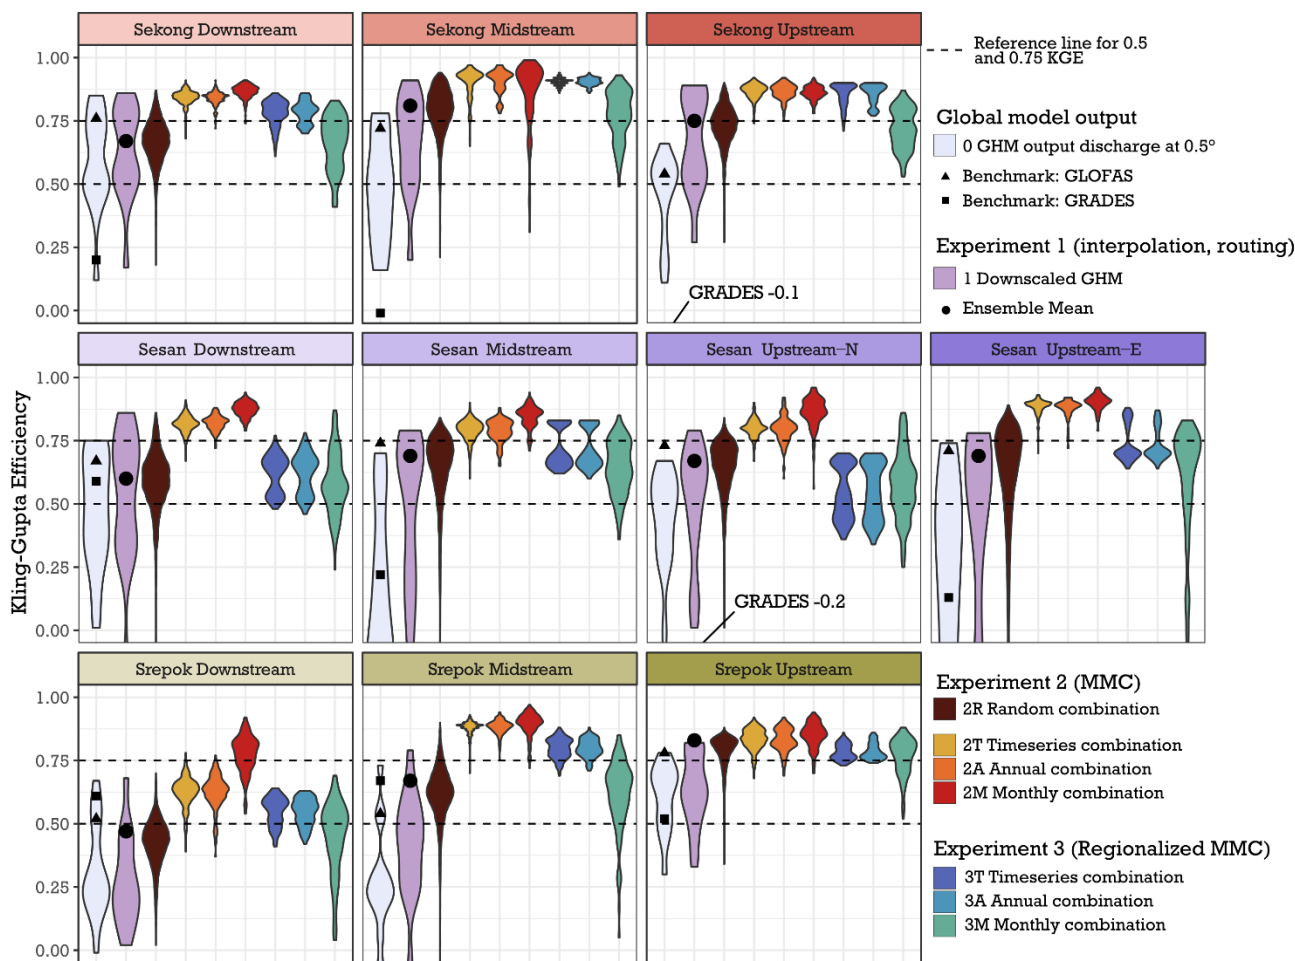 Sekong Downstream
Sekong Midstream
Sekong Upstream
1.00
0.75
0.50
0.25
0.00
GRADES -0.1
Reference line for 0.5
and 0.75 KGE
Global model output
0 GHM output discharge at 0.5°
Benchmark: GLOFAS
Benchmark: GRADES
Experiment 1 (interpolation, routing)
1 Downscaled GHM
Ensemble Mean
Kling-Gupta Efficiency
Sesan Downstream
Sesan Midstream
Sesan Upstream-N
Sesan Upstream-E
1.00
0.75
0.50
0.25
0.00
GRADES -0.2
Srepok Downstream
Srepok Midstream
Srepok Upstream
1.00
0.75
0.50
0.25
0.00
Experiment 2 (MMC)
2R Random combination
2T Timeseries combination
2A Annual combination
2M Monthly combination
Experiment 3 (Regionalized MMC)
3T Timeseries combination
3A Annual combination
3M Monthly combination